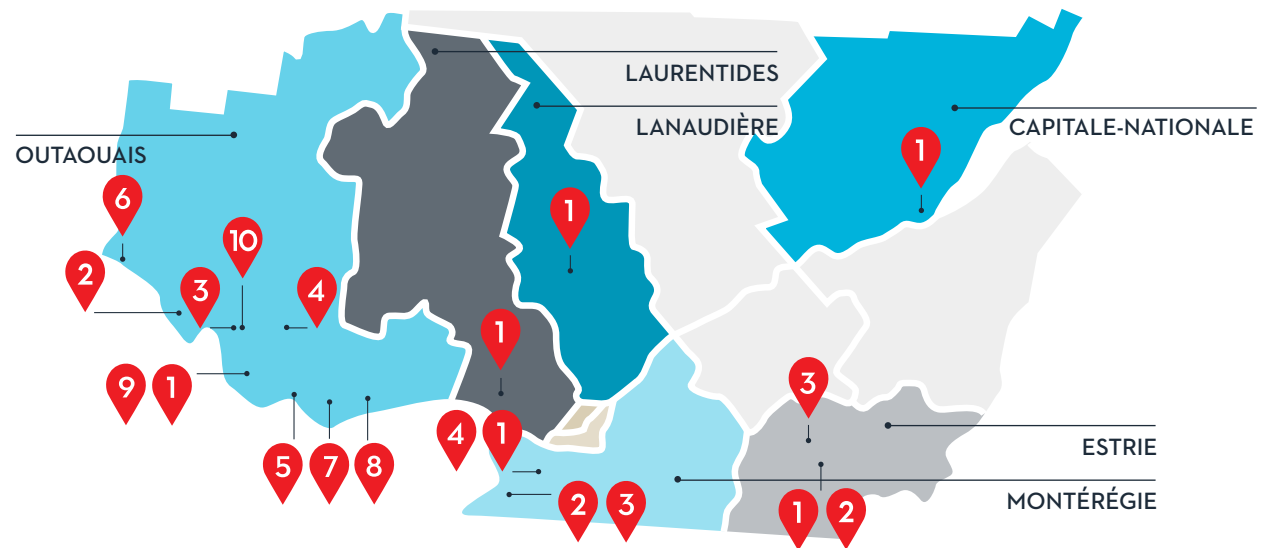 LAURENTIDES
LANAUDIÈRE
CAPITALE-NATIONALE
OUTAOUAIS
1
6
1
10
2
3
4
1
3
9 1
4 1
ESTRIE
5 7 8
MONTÉRÉGIE
2 3
1 2